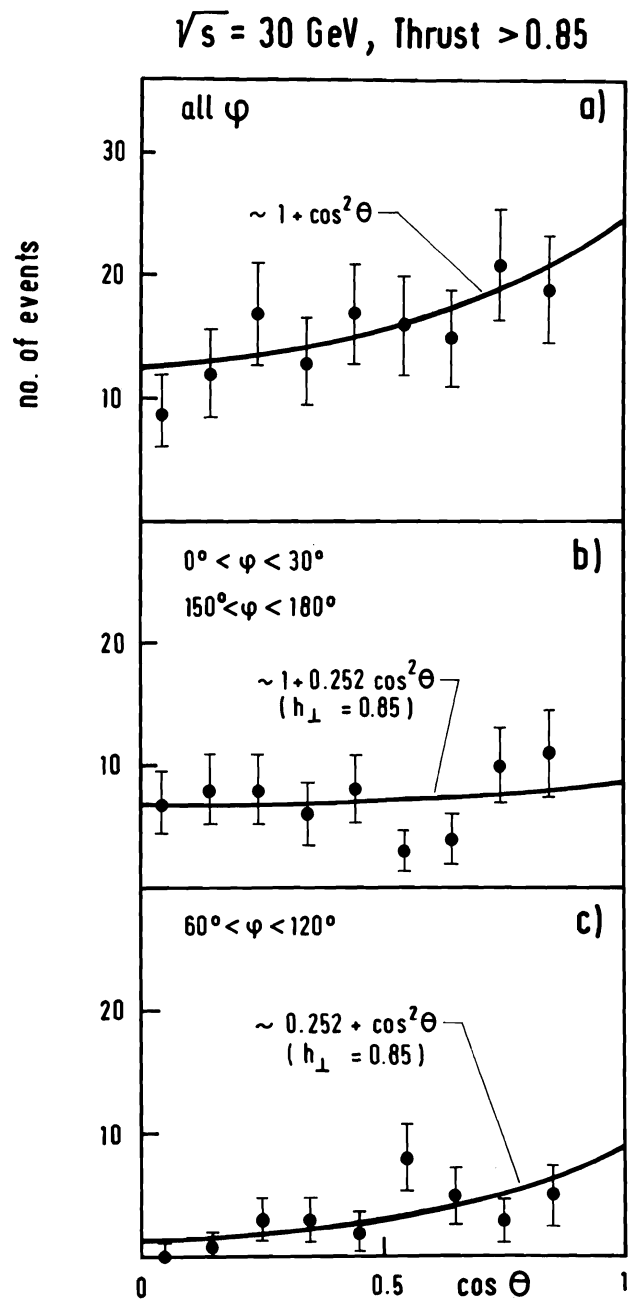 √s = 30 GeV, Thrust > 0.85
all φ
a)
30
20
10
no. of events
~ 1 + cos²θ
b)
0° < φ < 30°
150° < φ < 180°
20
10
~ 1 + 0.252 cos²θ
( h⊥ = 0.85 )
c)
60° < φ < 120°
20
10
~ 0.252 + cos²θ
( h⊥ = 0.85 )
0
0.5
cos θ
1